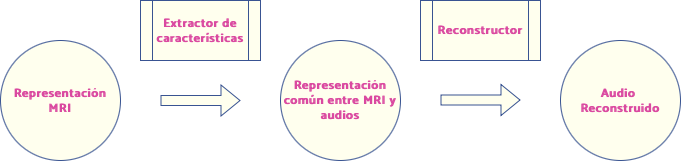 Extractor de
características
Reconstructor
Representación
MRI
Representación
común entre MRI y
audios
Audio
Reconstruido